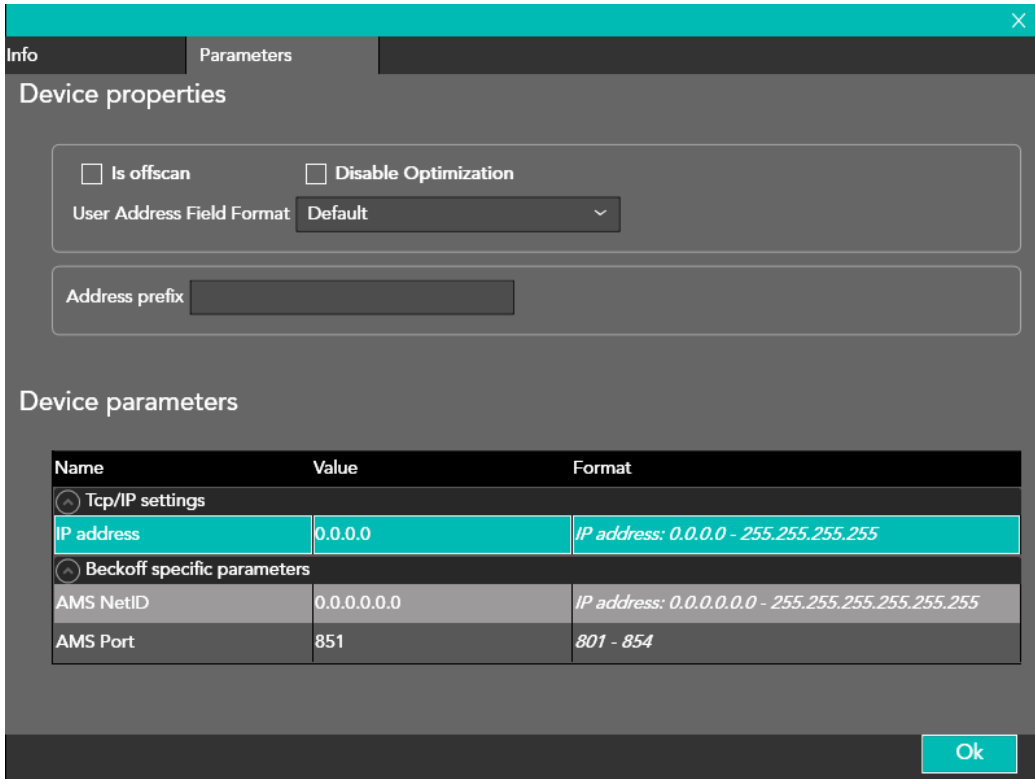 Info Parameters
Device properties
Is offscan Disable Optimization
User Address Field Format Default
Address prefix
Device parameters
Name Value Format
Tcp/IP settings
IP address 0.0.0.0 IP address: 0.0.0.0 - 255.255.255.255
Beckoff specific parameters
AMS NetID 0.0.0.0.0.0 IP address: 0.0.0.0.0.0 - 255.255.255.255.255.255
AMS Port 851 801 - 854
Ok